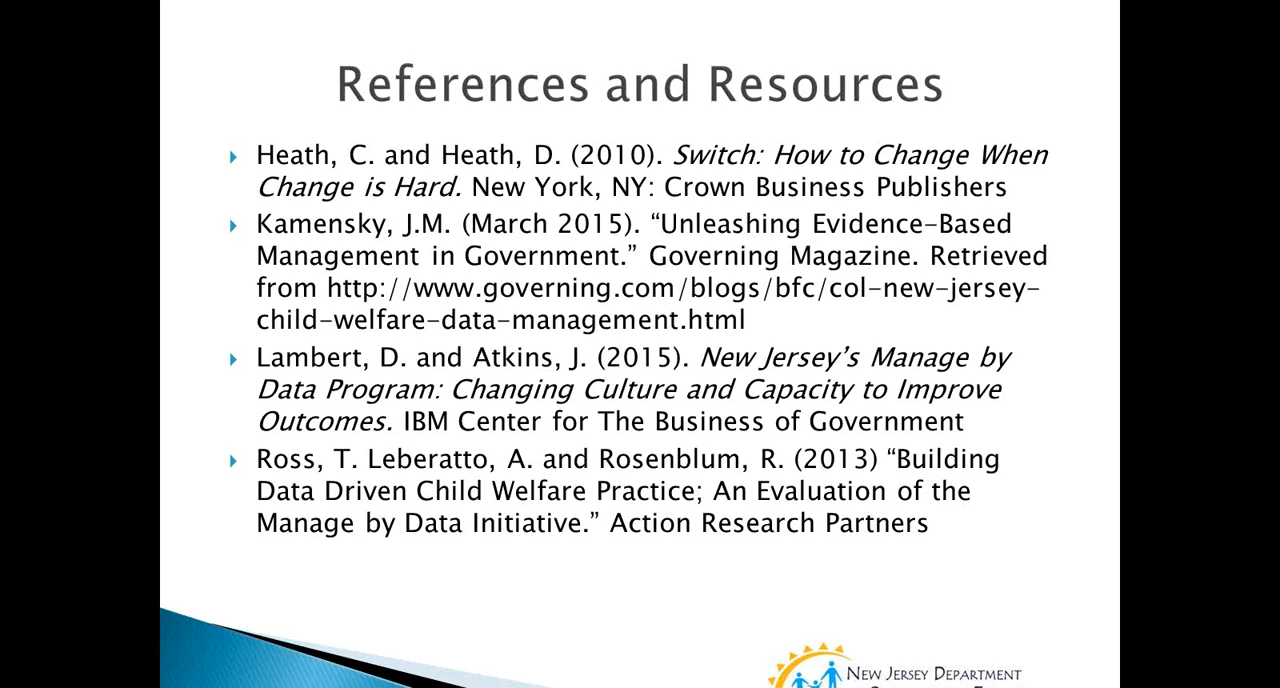 References and Resources
Heath, C. and Heath, D. (2010). Switch: How to Change When
Change is Hard. New York, NY: Crown Business Publishers
Kamensky, J.M. (March 2015). “Unleashing Evidence-Based
Management in Government.” Governing Magazine. Retrieved
from http://www.governing.com/blogs/bfc/col-new-jersey-
child-welfare-data-management.html
Lambert, D. and Atkins, J. (2015). New Jersey’s Manage by
Data Program: Changing Culture and Capacity to Improve
Outcomes. IBM Center for The Business of Government
Ross, T. Leberatto, A. and Rosenblum, R. (2013) “Building
Data Driven Child Welfare Practice; An Evaluation of the
Manage by Data Initiative.” Action Research Partners
New Jersey Department